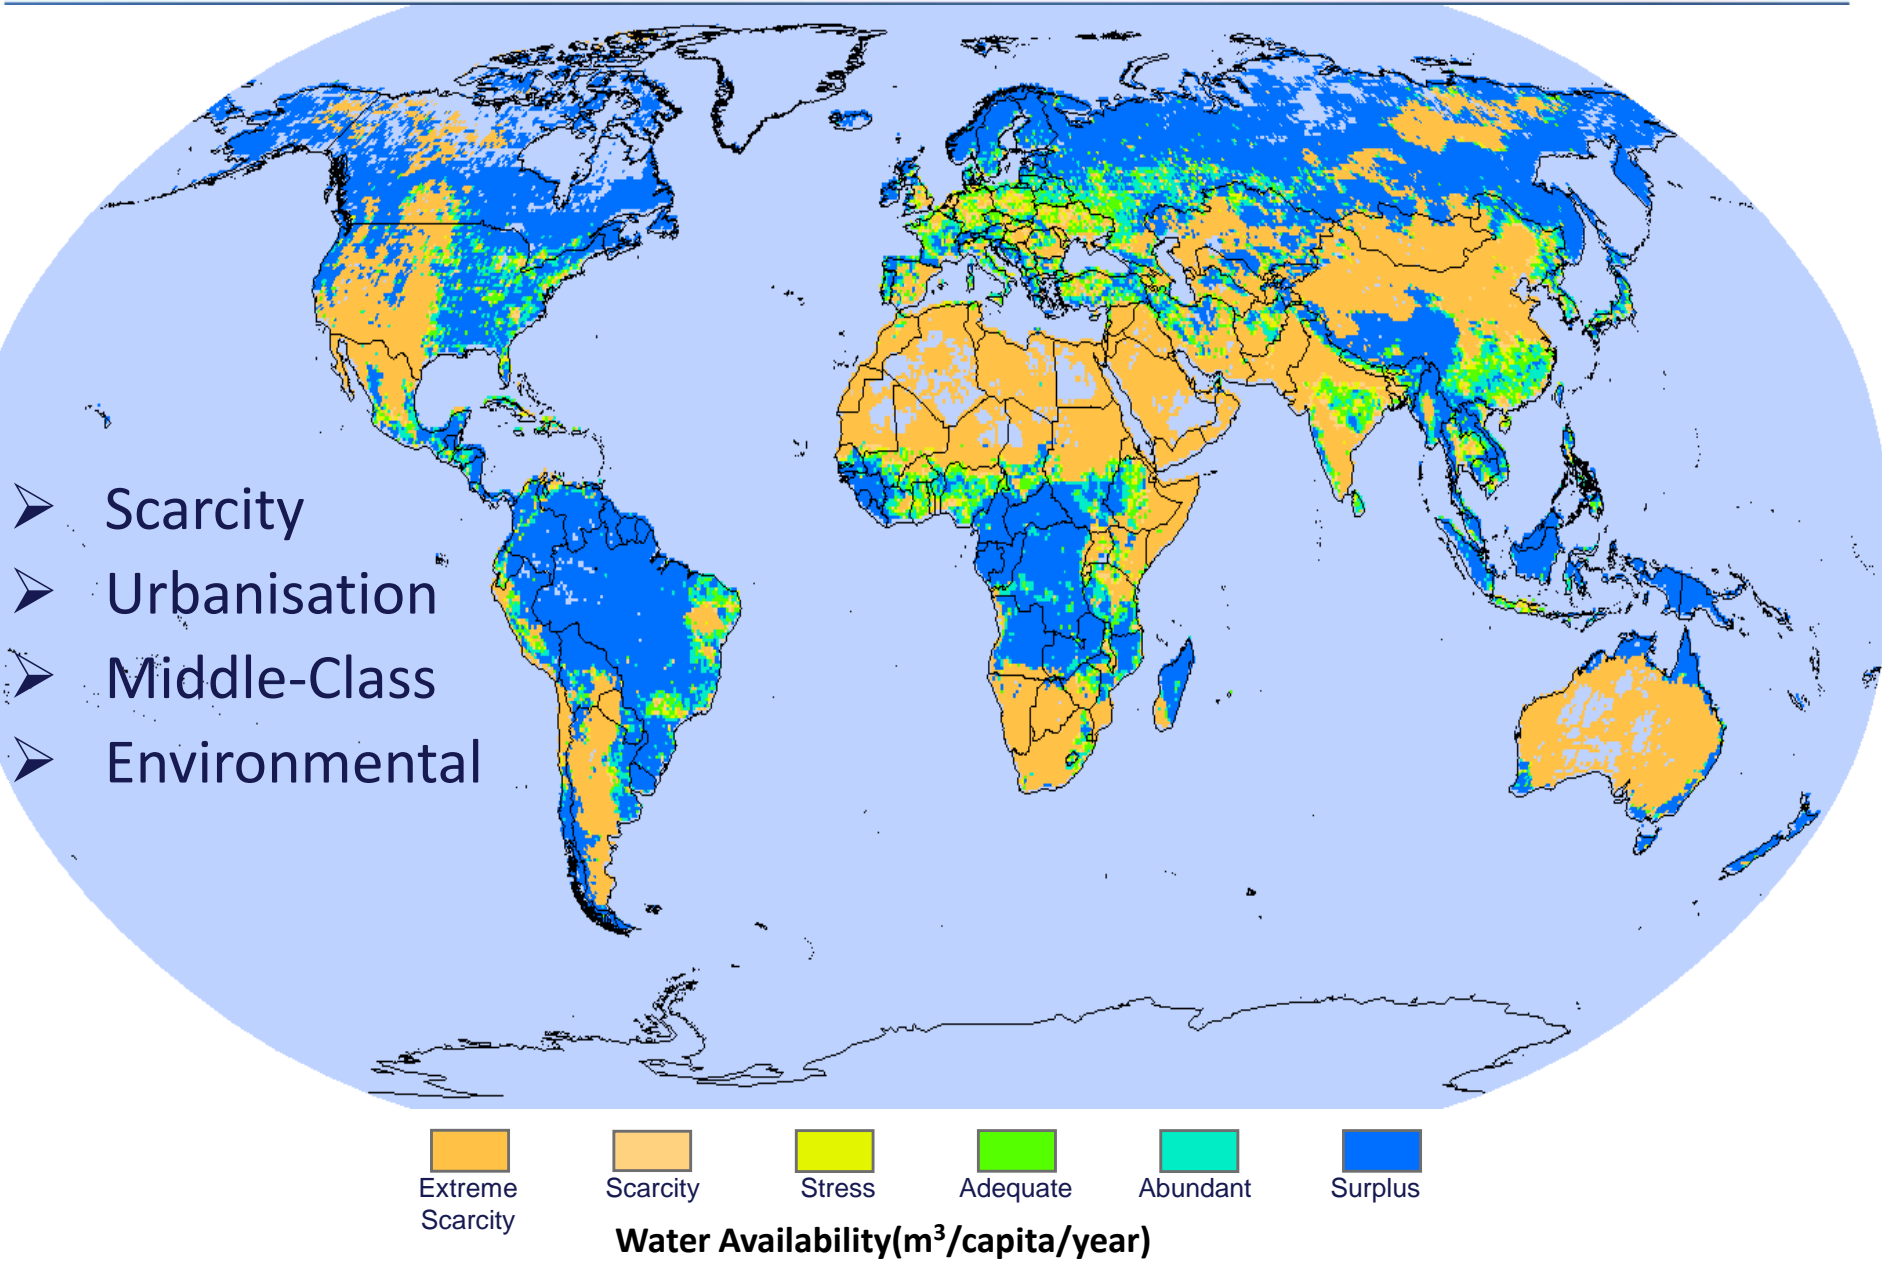 Scarcity
Urbanisation
Middle-Class
Environmental
Extreme Scarcity
Scarcity
Stress
Adequate
Abundant
Surplus
Water Availability(m³/capita/year)